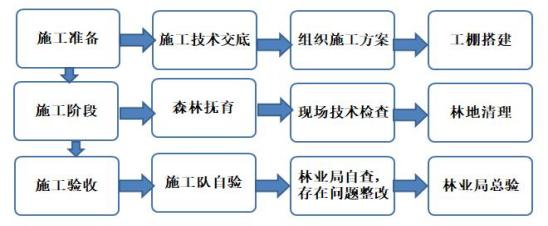 施工准备
施工技术交底
组织施工方案
工棚搭建
施工阶段
森林抚育
现场技术检查
林地清理
施工验收
施工队自验
林业局自查，
存在问题整改
林业局总验